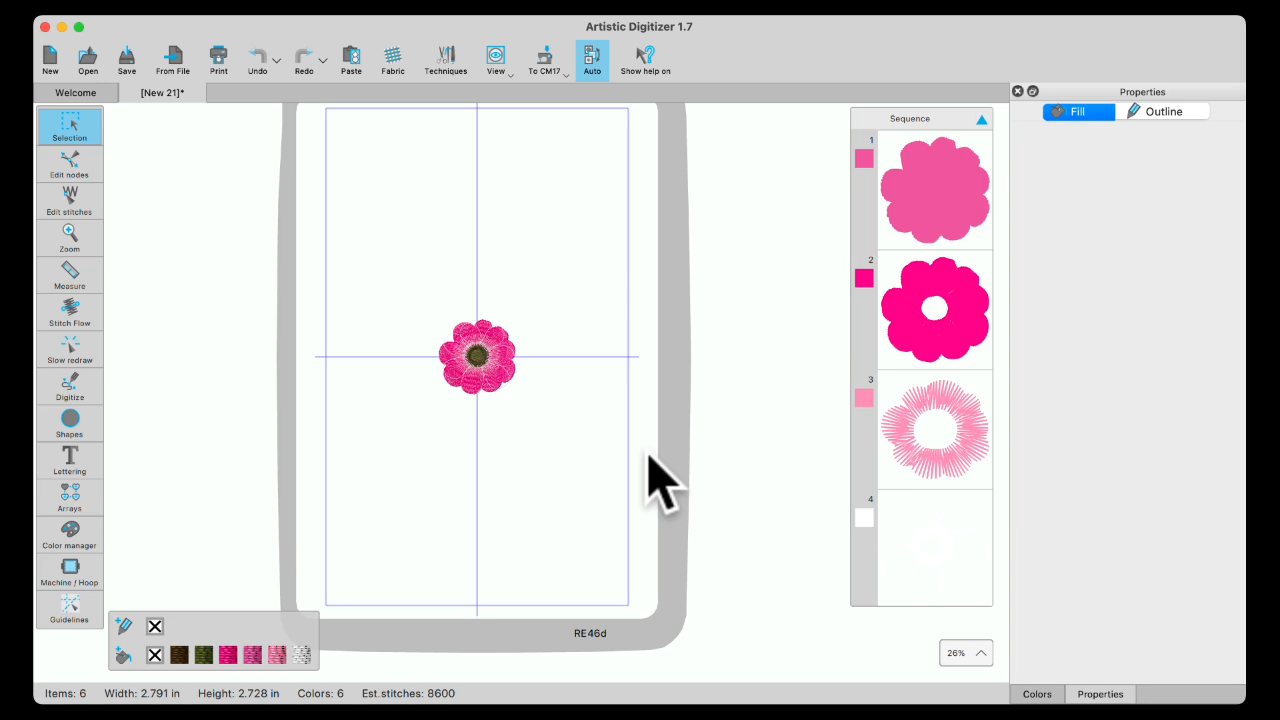 Artistic Digitizer 1.7
New Open Save From File Print Undo Redo Paste Fabric Techniques View To CM17 Auto Show help on
Welcome [New 21]* Properties
Fill Outline
Selection
Edit nodes
Edit stitches
Zoom
Measure
Stitch Flow
Slow redraw
Digitize
Shapes
Lettering
Arrays
Color manager
Machine / Hoop
Guidelines
Sequence
1
2
3
4
RE46d
26%
Items: 6 Width: 2.791 in Height: 2.728 in Colors: 6 Est.stitches: 8600
Colors Properties